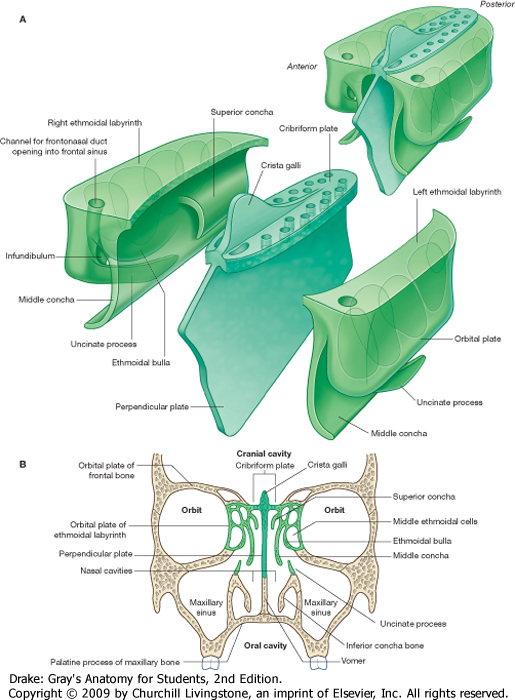 A
Posterior
Anterior
Superior concha
Right ethmoidal labyrinth
Cribriform plate
Channel for frontonasal duct
opening into frontal sinus
Crista galli
Left ethmoidal labyrinth
Infundibulum
Middle concha
Uncinate process
Orbital plate
Ethmoidal bulla
Uncinate process
Perpendicular plate
Middle concha
B
Cranial cavity
Orbital plate of
frontal bone
Cribriform plate
Crista galli
Superior concha
Orbit
Orbit
Middle ethmoidal cells
Orbital plate of
ethmoidal labyrinth
Ethmoidal bulla
Perpendicular plate
Middle concha
Nasal cavities
Maxillary
sinus
Maxillary
sinus
Uncinate process
Oral cavity
Inferior concha bone
Palatine process of maxillary bone
Vomer
Drake: Gray's Anatomy for Students, 2nd Edition.
Copyright © 2009 by Churchill Livingstone, an imprint of Elsevier, Inc. All rights reserved.